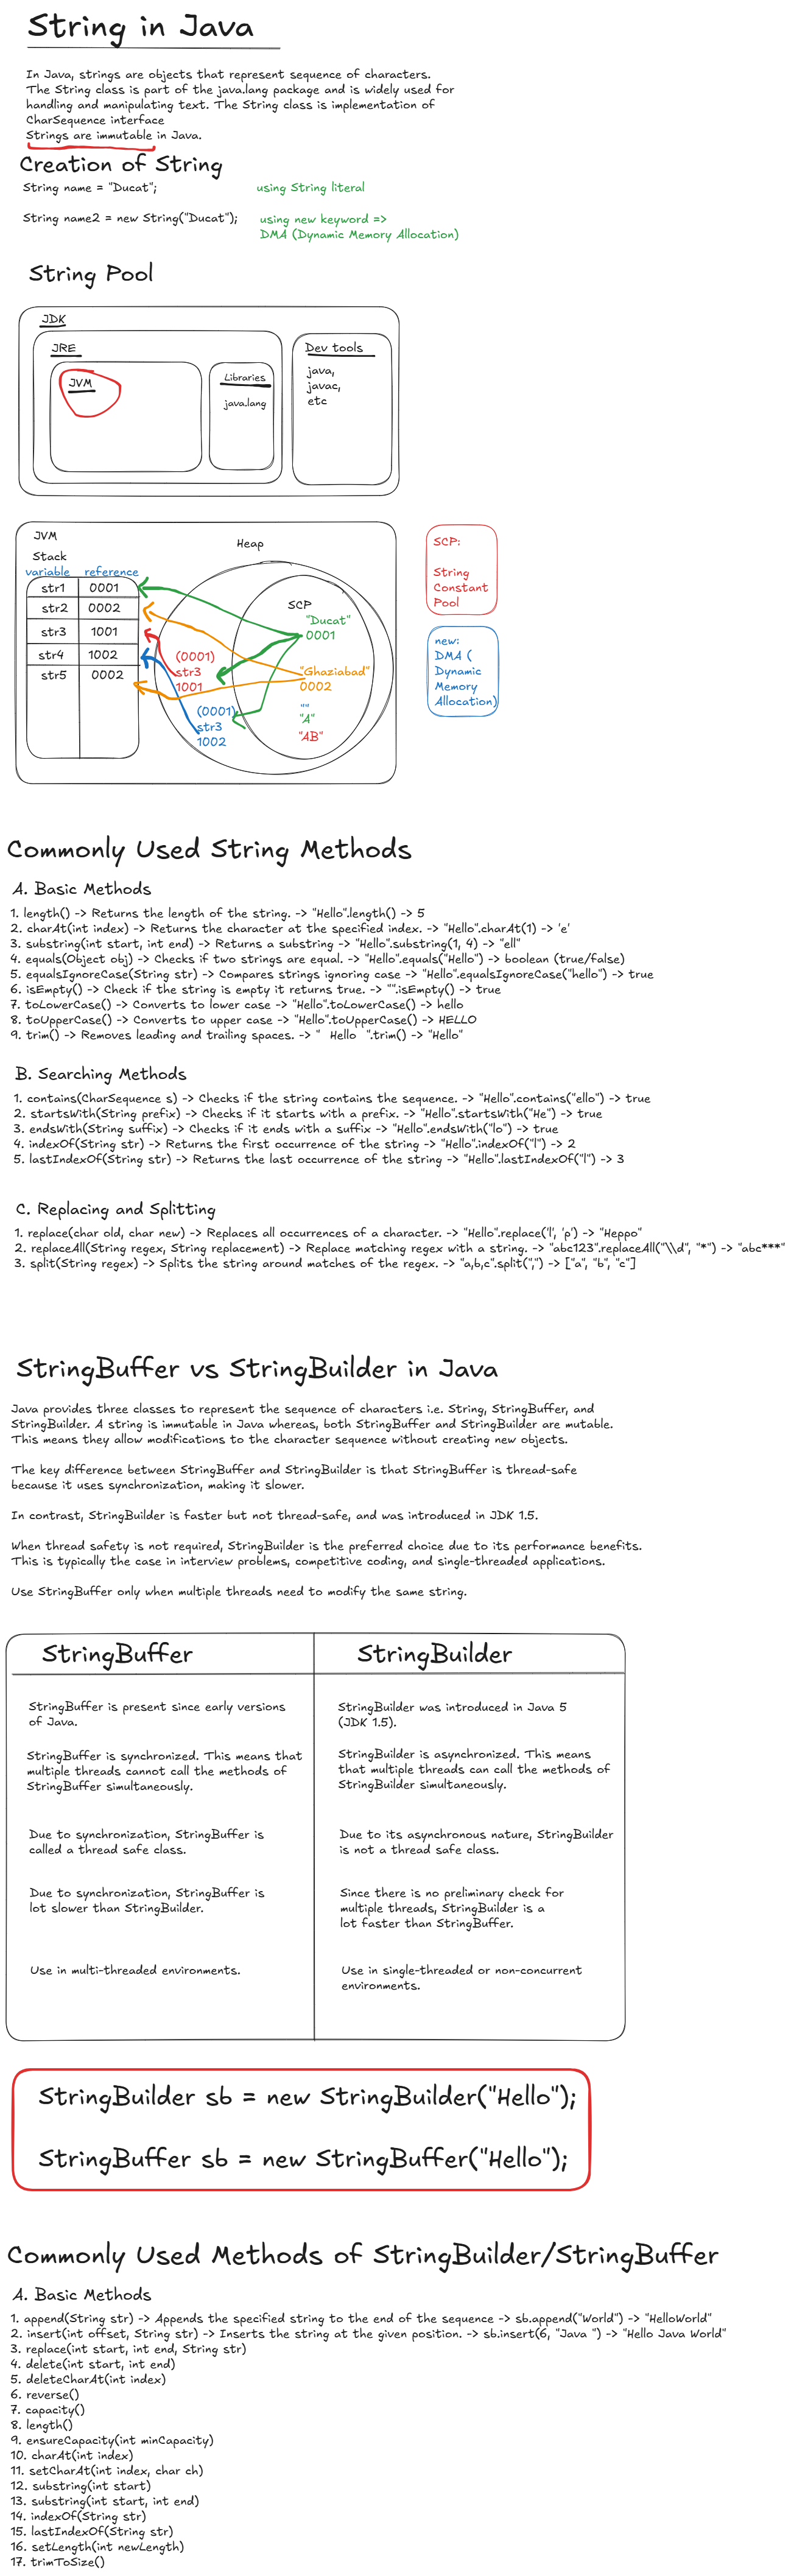 String in Java
In Java, strings are objects that represent sequence of characters.
The String class is part of the java.lang package and is widely used for
handling and manipulating text. The String class is implementation of
CharSequence interface
Strings are immutable in Java.
Creation of String
String name = "Ducat";
using String literal
String name2 = new String("Ducat");
using new keyword =>
DMA (Dynamic Memory Allocation)
String Pool
JDK
JRE
JVM
Libraries
java.lang
Dev tools
java,
javac,
etc
JVM
Stack
variable reference
str1 0001
str2 0002
str3 1001
str4 1002
str5 0002
Heap
SCP
"Ducat"
0001
"Ghaziabad"
0002
""
"A"
"AB"
(0001)
str3
1001
(0001)
str3
1002
SCP:
String
Constant
Pool
new:
DMA (
Dynamic
Memory
Allocation)
Commonly Used String Methods
A. Basic Methods
1. length() -> Returns the length of the string. -> "Hello".length() -> 5
2. charAt(int index) -> Returns the character at the specified index. -> "Hello".charAt(1) -> 'e'
3. substring(int start, int end) -> Returns a substring -> "Hello".substring(1, 4) -> "ell"
4. equals(Object obj) -> Checks if two strings are equal. -> "Hello".equals("Hello") -> boolean (true/false)
5. equalsIgnoreCase(String str) -> Compares strings ignoring case -> "Hello".equalsIgnoreCase("hello") -> true
6. isEmpty() -> Check if the string is empty it returns true. -> "".isEmpty() -> true
7. toLowerCase() -> Converts to lower case -> "Hello".toLowerCase() -> hello
8. toUpperCase() -> Converts to upper case -> "Hello".toUpperCase() -> HELLO
9. trim() -> Removes leading and trailing spaces. -> "  Hello  ".trim() -> "Hello"
B. Searching Methods
1. contains(CharSequence s) -> Checks if the string contains the sequence. -> "Hello".contains("ello") -> true
2. startsWith(String prefix) -> Checks if it starts with a prefix. -> "Hello".startsWith("He") -> true
3. endsWith(String suffix) -> Checks if it ends with a suffix -> "Hello".endsWith("lo") -> true
4. indexOf(String str) -> Returns the first occurrence of the string -> "Hello".indexOf("l") -> 2
5. lastIndexOf(String str) -> Returns the last occurrence of the string -> "Hello".lastIndexOf("l") -> 3
C. Replacing and Splitting
1. replace(char old, char new) -> Replaces all occurrences of a character. -> "Hello".replace('l', 'p') -> "Heppo"
2. replaceAll(String regex, String replacement) -> Replace matching regex with a string. -> "abc123".replaceAll("\\d", "*") -> "abc***"
3. split(String regex) -> Splits the string around matches of the regex. -> "a,b,c".split(",") -> ["a", "b", "c"]
StringBuffer vs StringBuilder in Java
Java provides three classes to represent the sequence of characters i.e. String, StringBuffer, and
StringBuilder. A string is immutable in Java whereas, both StringBuffer and StringBuilder are mutable.
This means they allow modifications to the character sequence without creating new objects.
The key difference between StringBuffer and StringBuilder is that StringBuffer is thread-safe
because it uses synchronization, making it slower.
In contrast, StringBuilder is faster but not thread-safe, and was introduced in JDK 1.5.
When thread safety is not required, StringBuilder is the preferred choice due to its performance benefits.
This is typically the case in interview problems, competitive coding, and single-threaded applications.
Use StringBuffer only when multiple threads need to modify the same string.
StringBuffer
StringBuilder
StringBuffer is present since early versions
of Java.
StringBuilder was introduced in Java 5
(JDK 1.5).
StringBuffer is synchronized. This means that
multiple threads cannot call the methods of
StringBuffer simultaneously.
StringBuilder is asynchronized. This means
that multiple threads can call the methods of
StringBuilder simultaneously.
Due to synchronization, StringBuffer is
called a thread safe class.
Due to its asynchronous nature, StringBuilder
is not a thread safe class.
Due to synchronization, StringBuffer is
lot slower than StringBuilder.
Since there is no preliminary check for
multiple threads, StringBuilder is a
lot faster than StringBuffer.
Use in multi-threaded environments.
Use in single-threaded or non-concurrent
environments.
StringBuilder sb = new StringBuilder("Hello");
StringBuffer sb = new StringBuffer("Hello");
Commonly Used Methods of StringBuilder/StringBuffer
A. Basic Methods
1. append(String str) -> Appends the specified string to the end of the sequence -> sb.append("World") -> "HelloWorld"
2. insert(int offset, String str) -> Inserts the string at the given position. -> sb.insert(6, "Java ") -> "Hello Java World"
3. replace(int start, int end, String str)
4. delete(int start, int end)
5. deleteCharAt(int index)
6. reverse()
7. capacity()
8. length()
9. ensureCapacity(int minCapacity)
10. charAt(int index)
11. setCharAt(int index, char ch)
12. substring(int start)
13. substring(int start, int end)
14. indexOf(String str)
15. lastIndexOf(String str)
16. setLength(int newLength)
17. trimToSize()